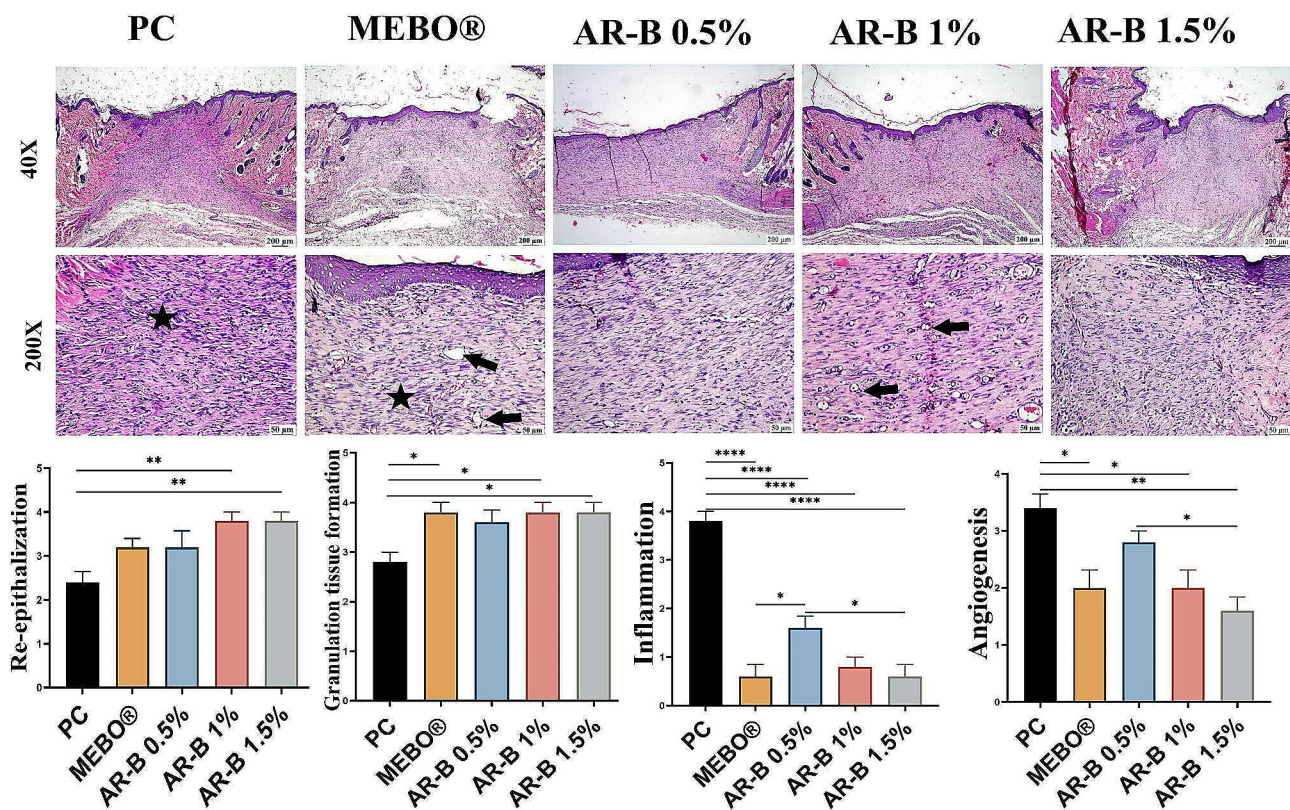 PC MEBO® AR-B 0.5% AR-B 1% AR-B 1.5%
40X
200 µm 200 µm 200 µm 200 µm 200 µm
200X
50 µm 50 µm 50 µm 50 µm 50 µm
Re-epithalization
5
4
3
2
1
0
** 
**
PC MEBO® AR-B 0.5% AR-B 1% AR-B 1.5%
Granulation tissue formation
5
4
3
2
1
0
*
*
*
PC MEBO® AR-B 0.5% AR-B 1% AR-B 1.5%
Inflammation
5
4
3
2
1
0
****
****
****
****
*
*
PC MEBO® AR-B 0.5% AR-B 1% AR-B 1.5%
Angiogenesis
4
3
2
1
0
*
*
**
*
PC MEBO® AR-B 0.5% AR-B 1% AR-B 1.5%